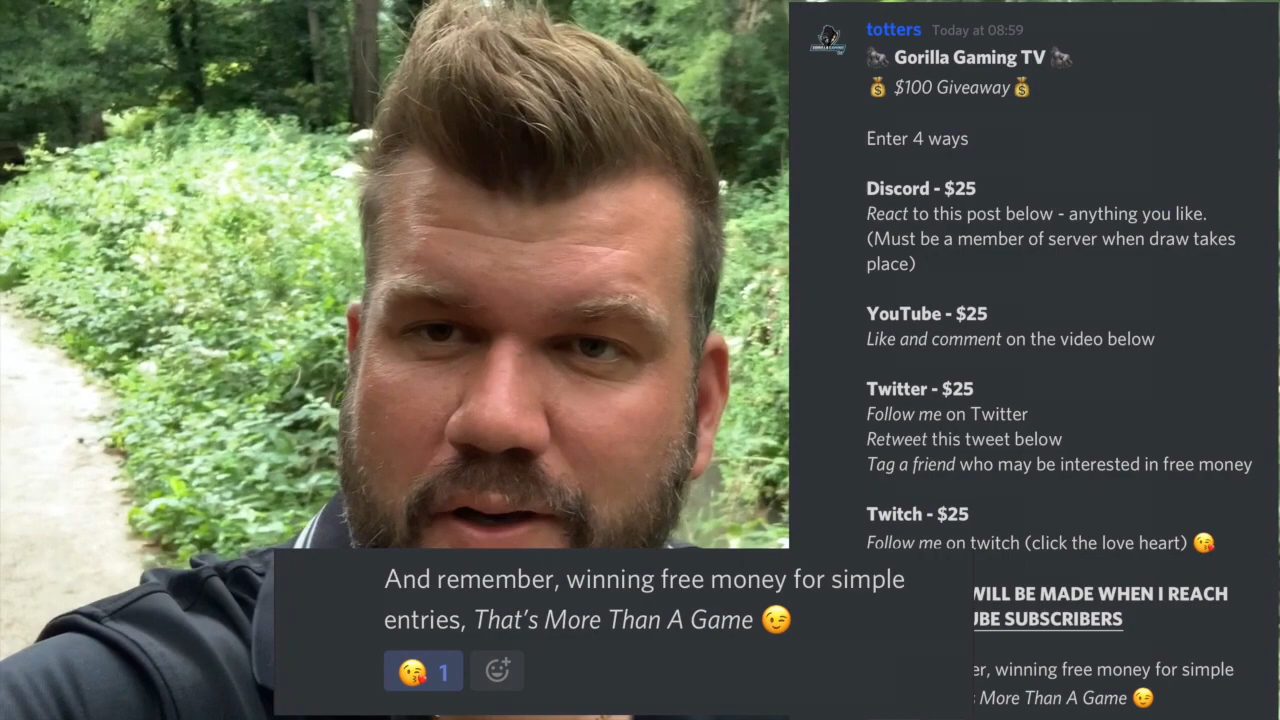 totters Today at 08:59
🦍 Gorilla Gaming TV 🦍
💰 $100 Giveaway 💰
Enter 4 ways
Discord - $25
React to this post below - anything you like.
(Must be a member of server when draw takes
place)
YouTube - $25
Like and comment on the video below
Twitter - $25
Follow me on Twitter
Retweet this tweet below
Tag a friend who may be interested in free money
Twitch - $25
Follow me on twitch (click the love heart) 😘
WILL BE MADE WHEN I REACH
UBE SUBSCRIBERS
er, winning free money for simple
More Than A Game 😉
And remember, winning free money for simple
entries, That's More Than A Game 😉
😘 1